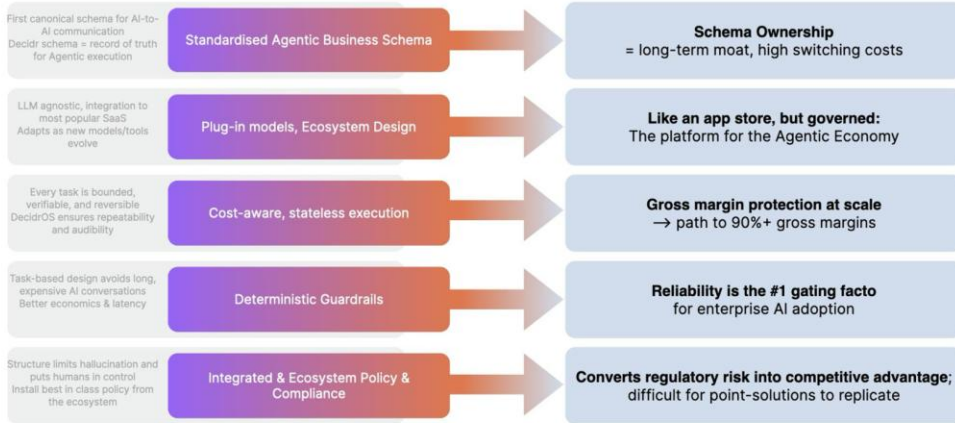 First canonical schema for AI-to-
AI communication
Decidr schema = record of truth
for Agentic execution
Standardised Agentic Business Schema
Schema Ownership
= long-term moat, high switching costs
LLM agnostic, integration to
most popular SaaS
Adapts as new models/tools
evolve
Plug-in models, Ecosystem Design
Like an app store, but governed:
The platform for the Agentic Economy
Every task is bounded,
verifiable, and reversible
DecidrOS ensures repeatability
and audibility
Cost-aware, stateless execution
Gross margin protection at scale
→ path to 90%+ gross margins
Task-based design avoids long,
expensive AI conversations
Better economics & latency
Deterministic Guardrails
Reliability is the #1 gating facto
for enterprise AI adoption
Structure limits hallucination and
puts humans in control
Install best in class policy from
the ecosystem
Integrated & Ecosystem Policy &
Compliance
Converts regulatory risk into competitive advantage;
difficult for point-solutions to replicate